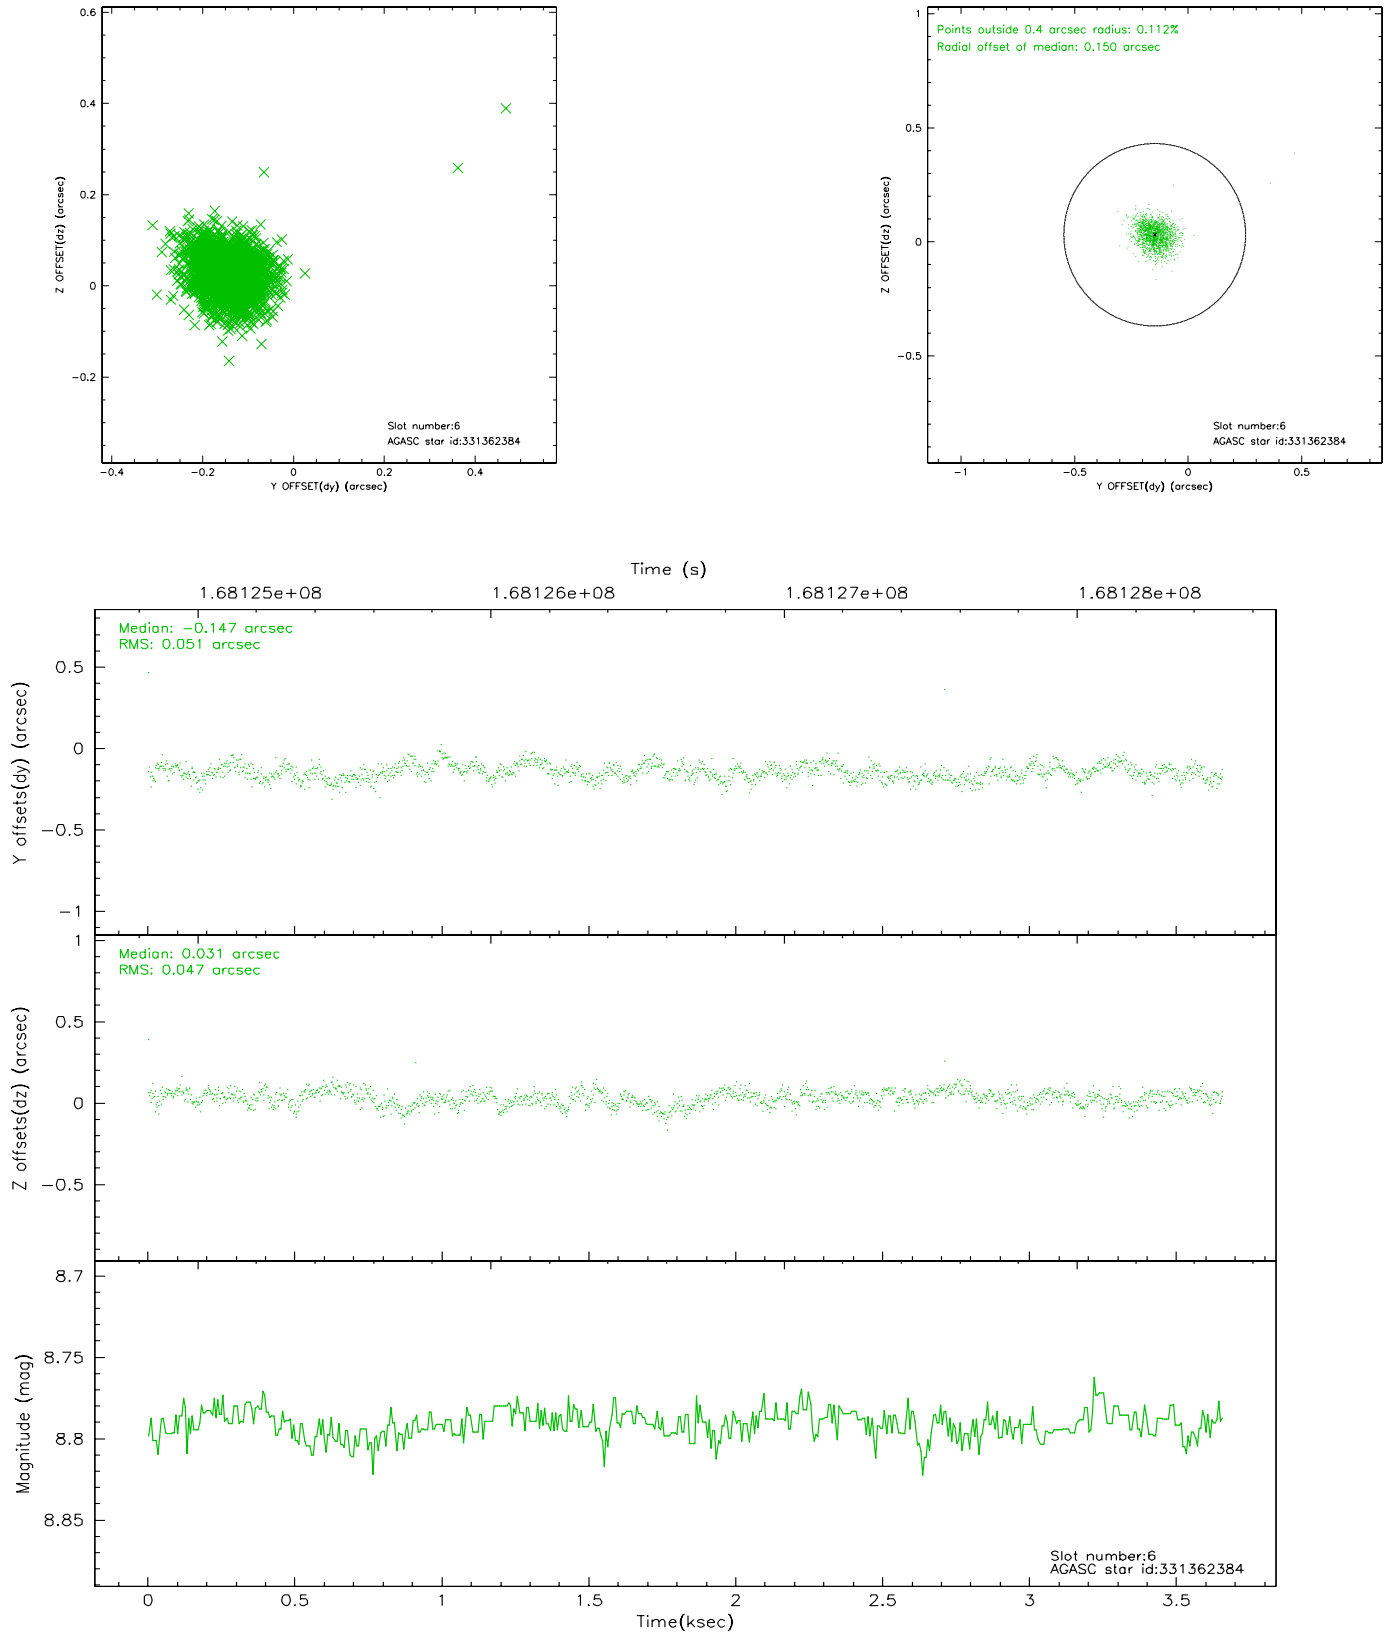 0.6
0.4
0.2
0
−0.2
−0.4
−0.2
0
0.2
0.4
Z OFFSET(dz) (arcsec)
Y OFFSET(dy) (arcsec)
Slot number:6
AGASC star id:331362384
Points outside 0.4 arcsec radius: 0.112%
Radial offset of median: 0.150 arcsec
1
0.5
0
−0.5
−1
−0.5
0
0.5
Z OFFSET(dz) (arcsec)
Y OFFSET(dy) (arcsec)
Slot number:6
AGASC star id:331362384
Time (s)
1.68125e+08
1.68126e+08
1.68127e+08
1.68128e+08
Median: −0.147 arcsec
RMS: 0.051 arcsec
0.5
0
−0.5
−1
Y offsets(dy) (arcsec)
Median: 0.031 arcsec
RMS: 0.047 arcsec
1
0.5
0
−0.5
Z offsets(dz) (arcsec)
8.7
8.75
8.8
8.85
Magnitude (mag)
Slot number:6
AGASC star id:331362384
0
0.5
1
1.5
2
2.5
3
3.5
Time(ksec)